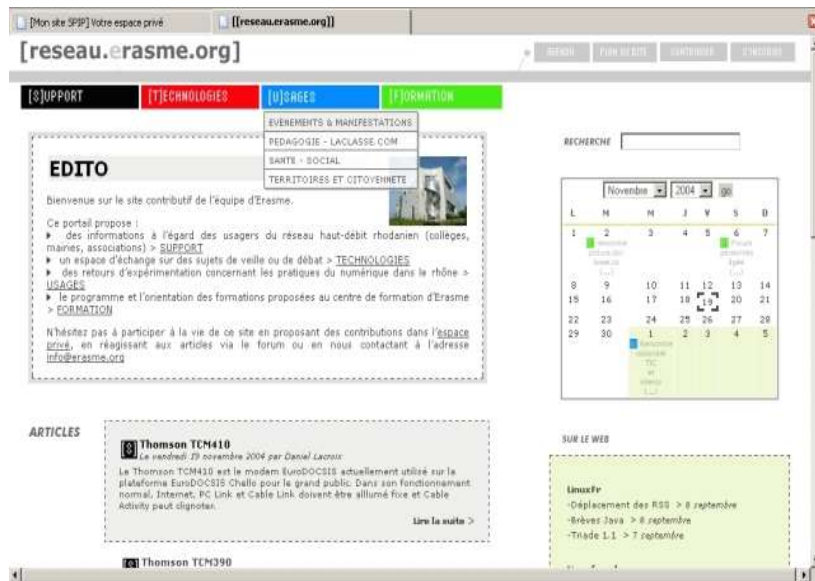 [Mon site SPIP] Votre espace privé
[[reseau.erasme.org]]
[reseau.erasme.org]
AGENDA PLAN DU SITE CONTRIBUER S'INSCRIRE
[S]UPPORT [T]ECHNOLOGIES [U]SAGES [F]ORMATION
EVENEMENTS & MANIFESTATIONS
PEDAGOGIE - LACLASSE.COM
SANTE - SOCIAL
TERRITOIRES ET CITOYENNETE
EDITO
Bienvenue sur le site contributif de l'équipe d'Erasme.
Ce portail propose :
des informations à l'égard des usagers du réseau haut-débit rhodanien (collèges,
mairies, associations) > SUPPORT
un espace d'échange sur des sujets de veille ou de débat > TECHNOLOGIES
des retours d'expérimentation concernant les pratiques du numérique dans le rhône >
USAGES
le programme et l'orientation des formations proposées au centre de formation d'Erasme
> FORMATION
N'hésitez pas à participer à la vie de ce site en proposant des contributions dans l'espace
privé, en réagissant aux articles via le forum ou en nous contactant à l'adresse
info@erasme.org
RECHERCHE
Novembre 2004 go
L M M J V S D
1 2 3 4 5 6 7
8 9 10 11 12 13 14
15 16 17 18 19 20 21
22 23 24 25 26 27 28
29 30 1 2 3 4 5
ARTICLES
[S] Thomson TCM410
Le vendredi 19 novembre 2004 par Daniel Lacroix
Le Thomson TCM410 est le modem EuroDOCSIS actuellement utilisé sur la
plateforme EuroDOCSIS Chello pour le grand public. Dans son fonctionnement
normal, Internet, PC Link et Cable Link doivent être alllumé fixe et Cable
Activity peut clignoter.
Lire la suite >
Thomson TCM390
SUR LE WEB
LinuxFr
-Déplacement des RSS > 8 septembre
-Brèves Java > 8 septembre
-Triade 1.1 > 7 septembre